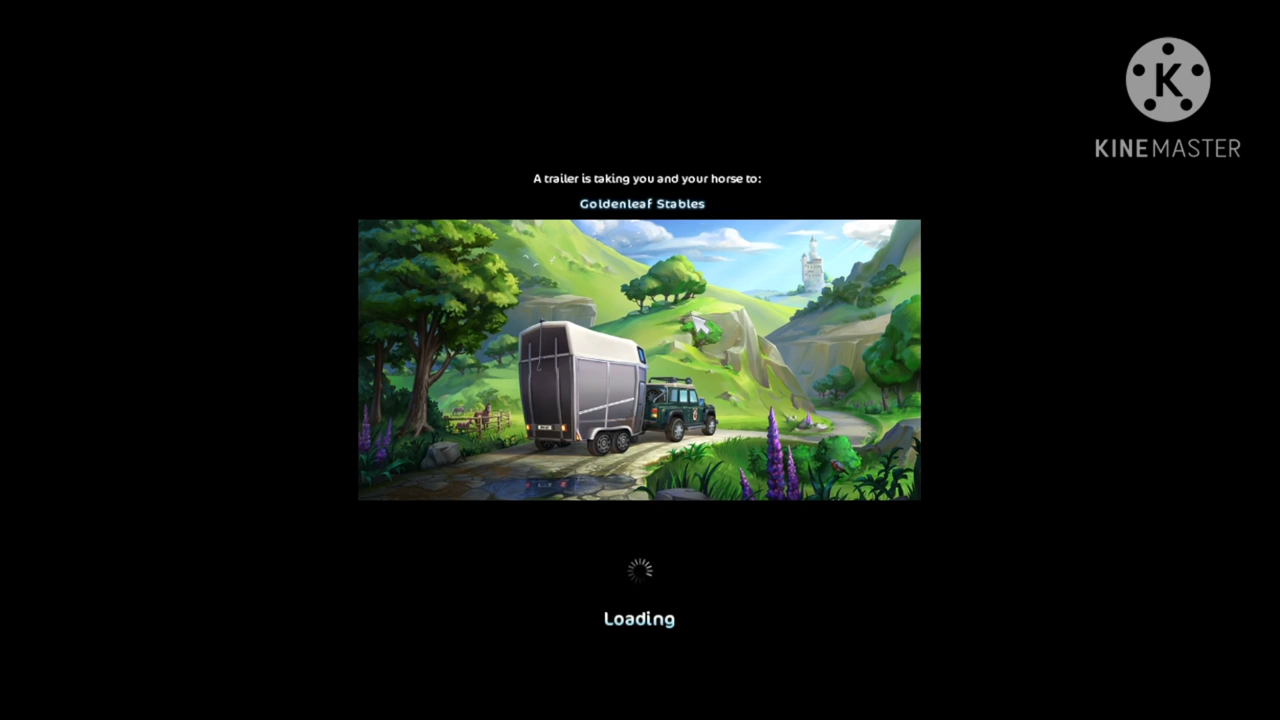 KINEMASTER
A trailer is taking you and your horse to:
Goldenleaf Stables
Loading